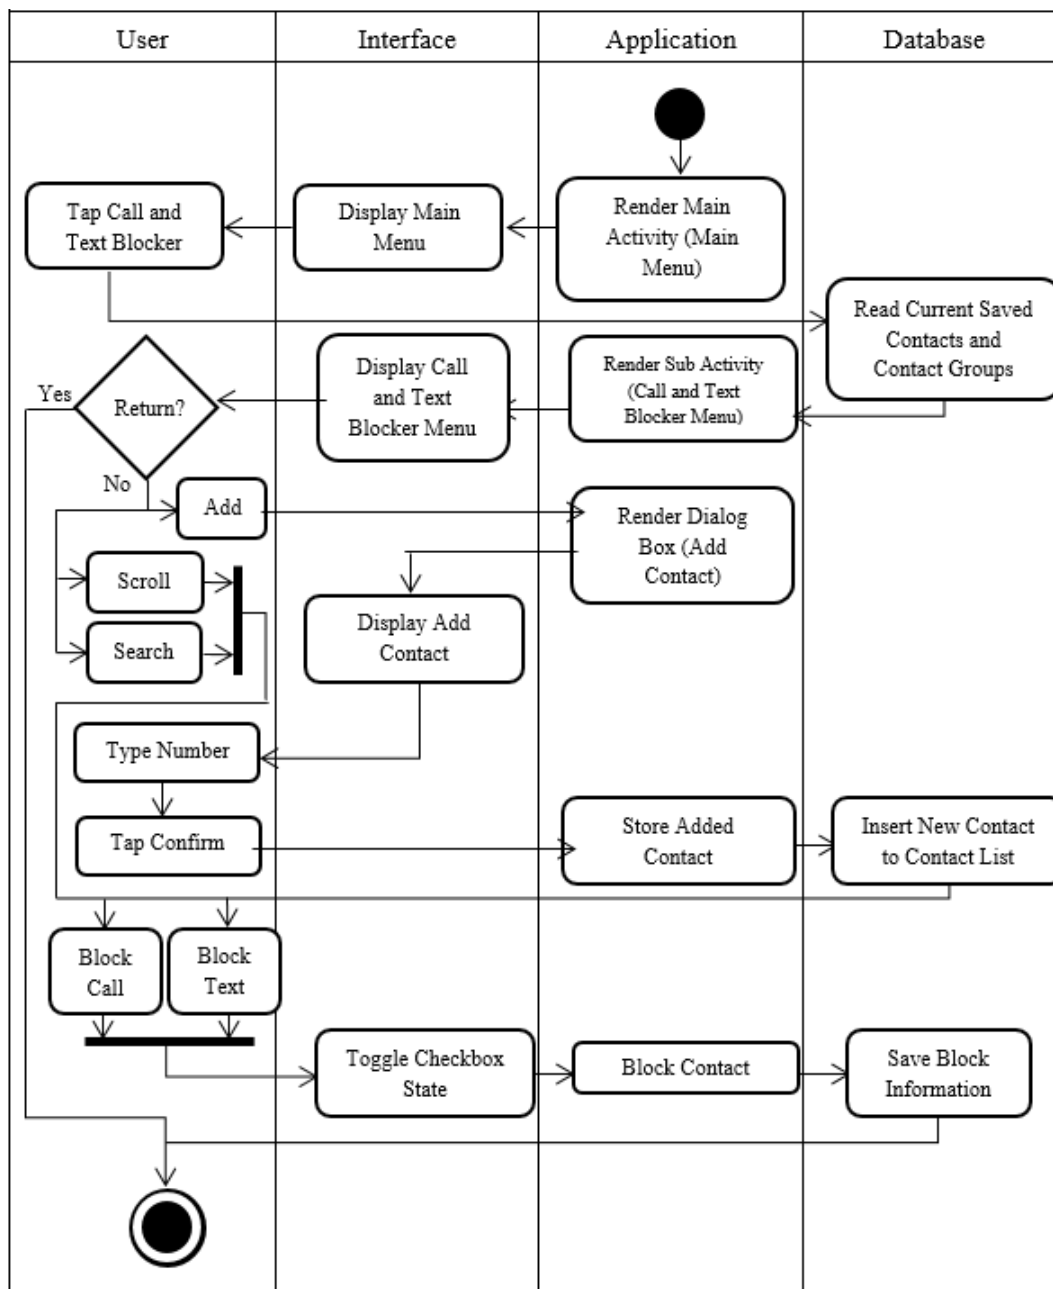 User
Interface
Application
Database
Tap Call and
Text Blocker
Display Main
Menu
Render Main
Activity (Main
Menu)
Read Current Saved
Contacts and
Contact Groups
Yes
Return?
No
Display Call
and Text
Blocker Menu
Render Sub Activity
(Call and Text
Blocker Menu)
Add
Render Dialog
Box (Add
Contact)
Scroll
Search
Display Add
Contact
Type Number
Tap Confirm
Store Added
Contact
Insert New Contact
to Contact List
Block
Call
Block
Text
Toggle Checkbox
State
Block Contact
Save Block
Information